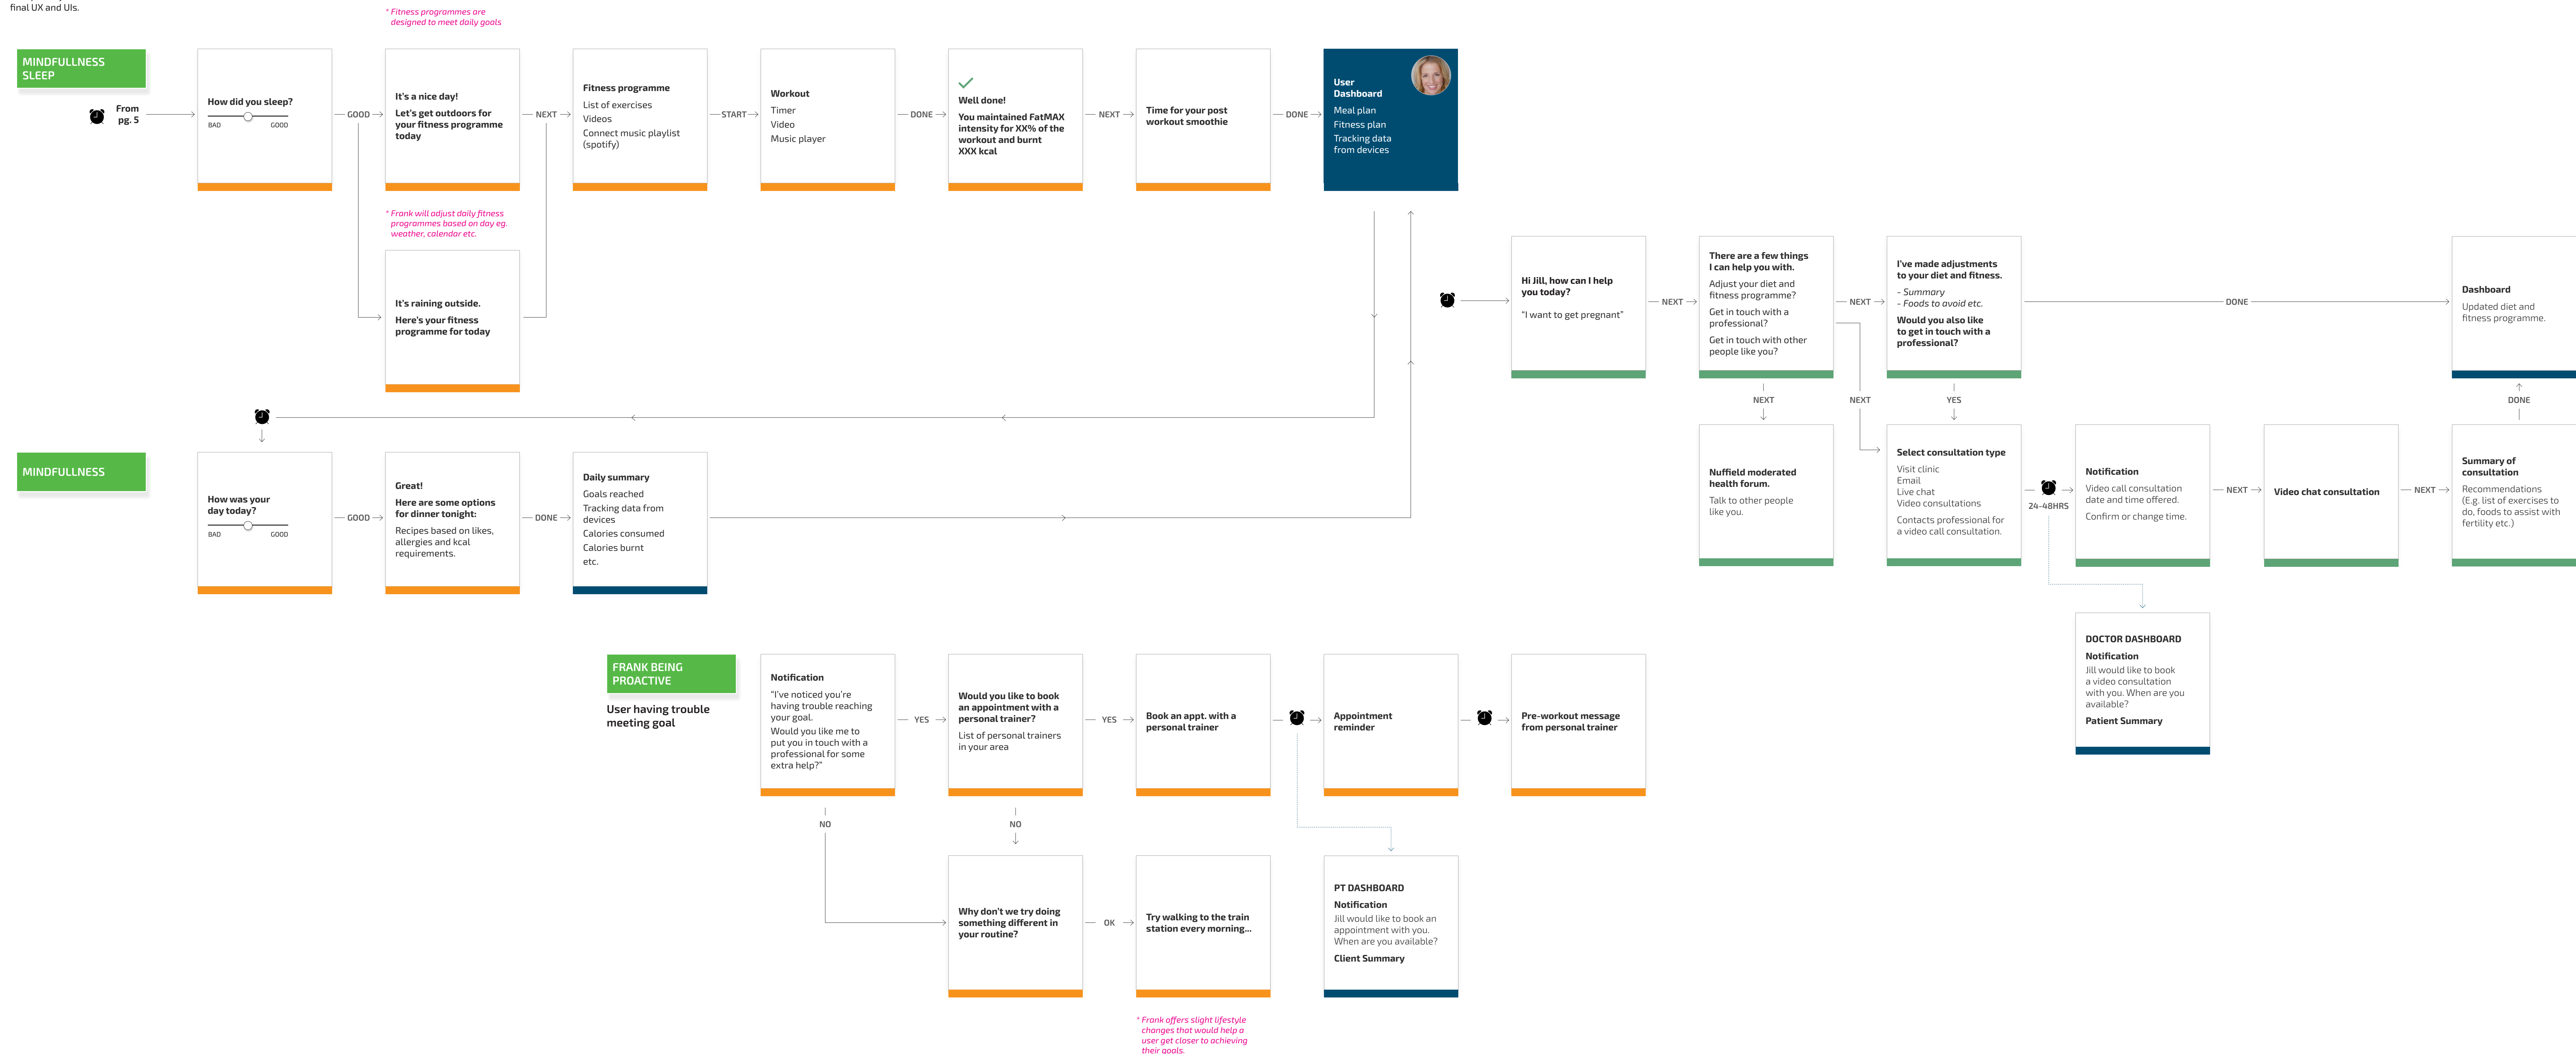 final UX and UIs.
* Fitness programmes are
designed to meet daily goals
MINDFULLNESS
SLEEP
From
pg. 5
How did you sleep?
BAD
GOOD
GOOD
It's a nice day!
Let's get outdoors for
your fitness programme
today
NEXT
Fitness programme
List of exercises
Videos
Connect music playlist
(spotify)
START
Workout
Timer
Video
Music player
DONE
Well done!
You maintained FatMAX
intensity for XX% of the
workout and burnt
XXX kcal
NEXT
Time for your post
workout smoothie
DONE
User
Dashboard
Meal plan
Fitness plan
Tracking data
from devices
* Frank will adjust daily fitness
programmes based on day eg.
weather, calendar etc.
It's raining outside.
Here's your fitness
programme for today
Hi Jill, how can I help
you today?
“I want to get pregnant”
NEXT
There are a few things
I can help you with.
Adjust your diet and
fitness programme?
Get in touch with a
professional?
Get in touch with other
people like you?
NEXT
I've made adjustments
to your diet and fitness.
- Summary
- Foods to avoid etc.
Would you also like
to get in touch with a
professional?
DONE
Dashboard
Updated diet and
fitness programme.
NEXT
NEXT
YES
DONE
MINDFULLNESS
How was your
day today?
BAD
GOOD
GOOD
Great!
Here are some options
for dinner tonight:
Recipes based on likes,
allergies and kcal
requirements.
DONE
Daily summary
Goals reached
Tracking data from
devices
Calories consumed
Calories burnt
etc.
Nuffield moderated
health forum.
Talk to other people
like you.
Select consultation type
Visit clinic
Email
Live chat
Video consultations
Contacts professional for
a video call consultation.
24-48HRS
Notification
Video call consultation
date and time offered.
Confirm or change time.
NEXT
Video chat consultation
NEXT
Summary of
consultation
Recommendations
(E.g. list of exercises to
do, foods to assist with
fertility etc.)
DOCTOR DASHBOARD
Notification
Jill would like to book
a video consultation
with you. When are you
available?
Patient Summary
FRANK BEING
PROACTIVE
User having trouble
meeting goal
Notification
“I've noticed you're
having trouble reaching
your goal.
Would you like me to
put you in touch with a
professional for some
extra help?”
YES
Would you like to book
an appointment with a
personal trainer?
List of personal trainers
in your area
YES
Book an appt. with a
personal trainer
Appointment
reminder
Pre-workout message
from personal trainer
NO
NO
Why don't we try doing
something different in
your routine?
OK
Try walking to the train
station every morning...
PT DASHBOARD
Notification
Jill would like to book an
appointment with you.
When are you available?
Client Summary
* Frank offers slight lifestyle
changes that would help a
user get closer to achieving
their goals.